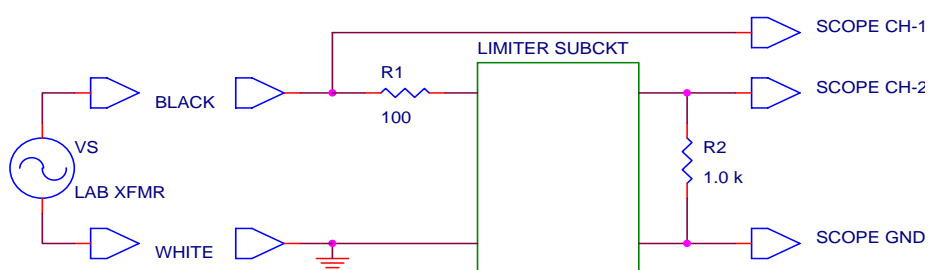 SCOPE CH-1
LIMITER SUBCKT
R1
BLACK
SCOPE CH-2
100
VS
R2
1.0 k
LAB XFMR
WHITE
SCOPE GND